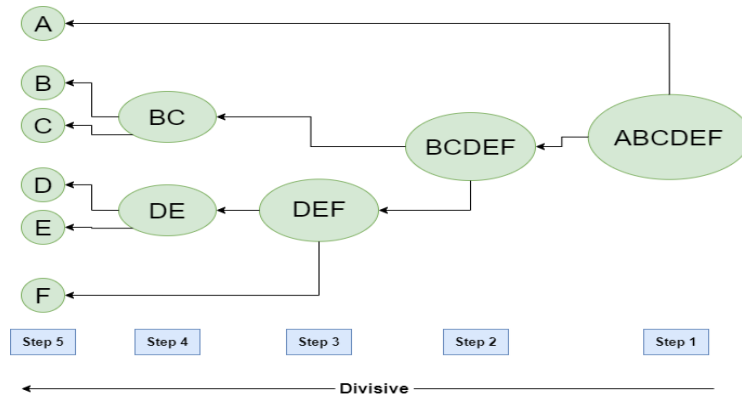 A
B
C
BC
BCDEF
ABCDEF
D
E
DE
DEF
F
Step 5
Step 4
Step 3
Step 2
Step 1
Divisive